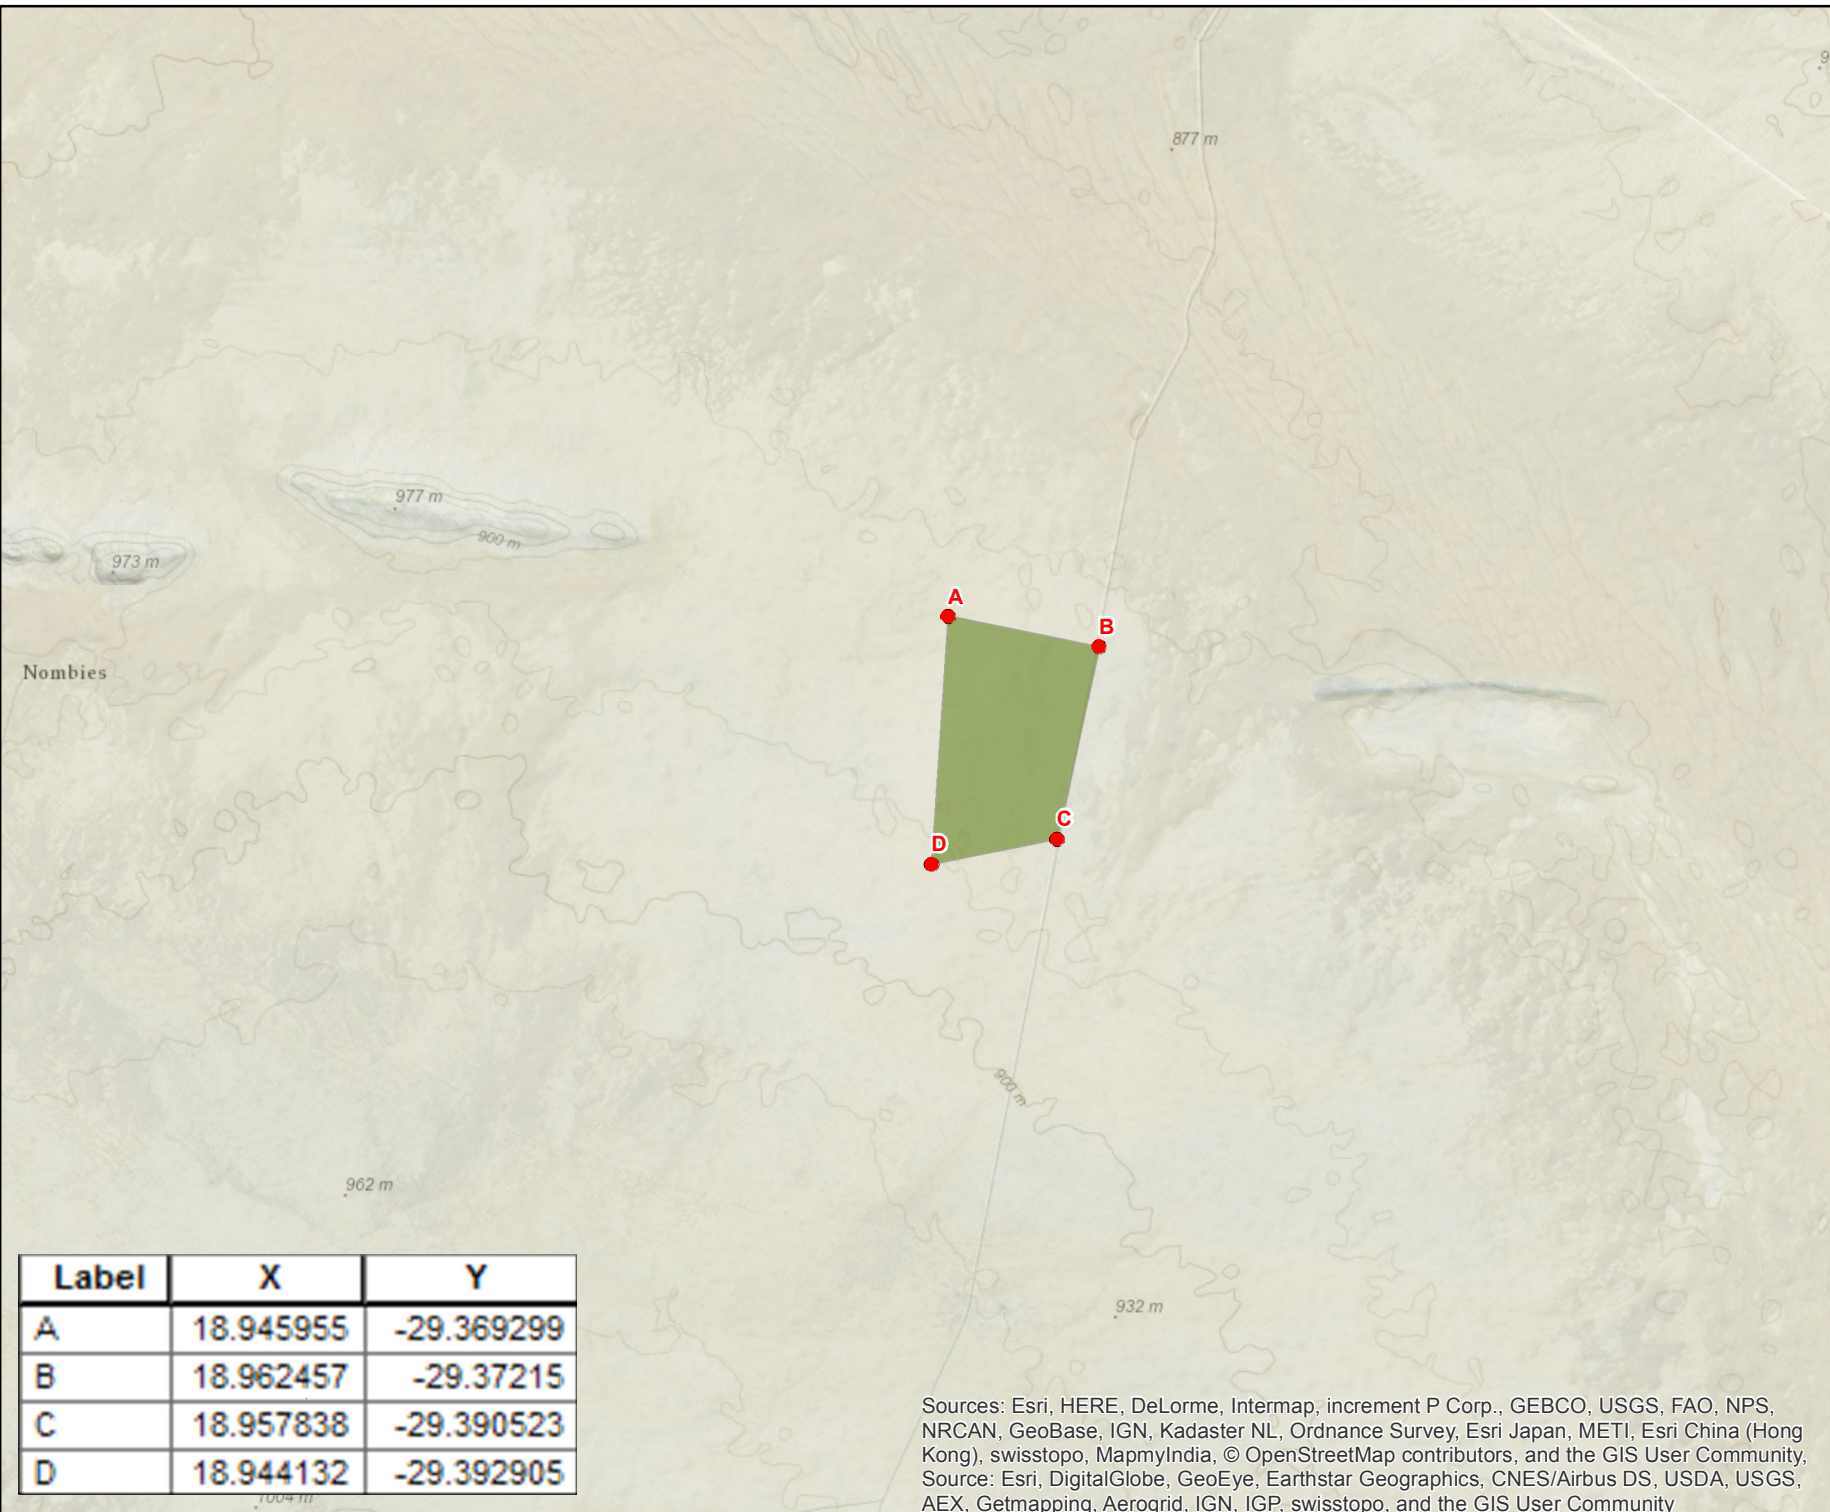 9
877 m
977 m
900 m
973 m
A
B
Nombies
C
D
900 m
962 m
932 m
Label X Y
A 18.945955 -29.369299
B 18.962457 -29.37215
C 18.957838 -29.390523
D 18.944132 -29.392905
1004 m
Sources: Esri, HERE, DeLorme, Intermap, increment P Corp., GEBCO, USGS, FAO, NPS,
NRCAN, GeoBase, IGN, Kadaster NL, Ordnance Survey, Esri Japan, METI, Esri China (Hong
Kong), swisstopo, MapmyIndia, © OpenStreetMap contributors, and the GIS User Community,
Source: Esri, DigitalGlobe, GeoEye, Earthstar Geographics, CNES/Airbus DS, USDA, USGS,
AEX, Getmapping, Aerogrid, IGN, IGP, swisstopo, and the GIS User Community